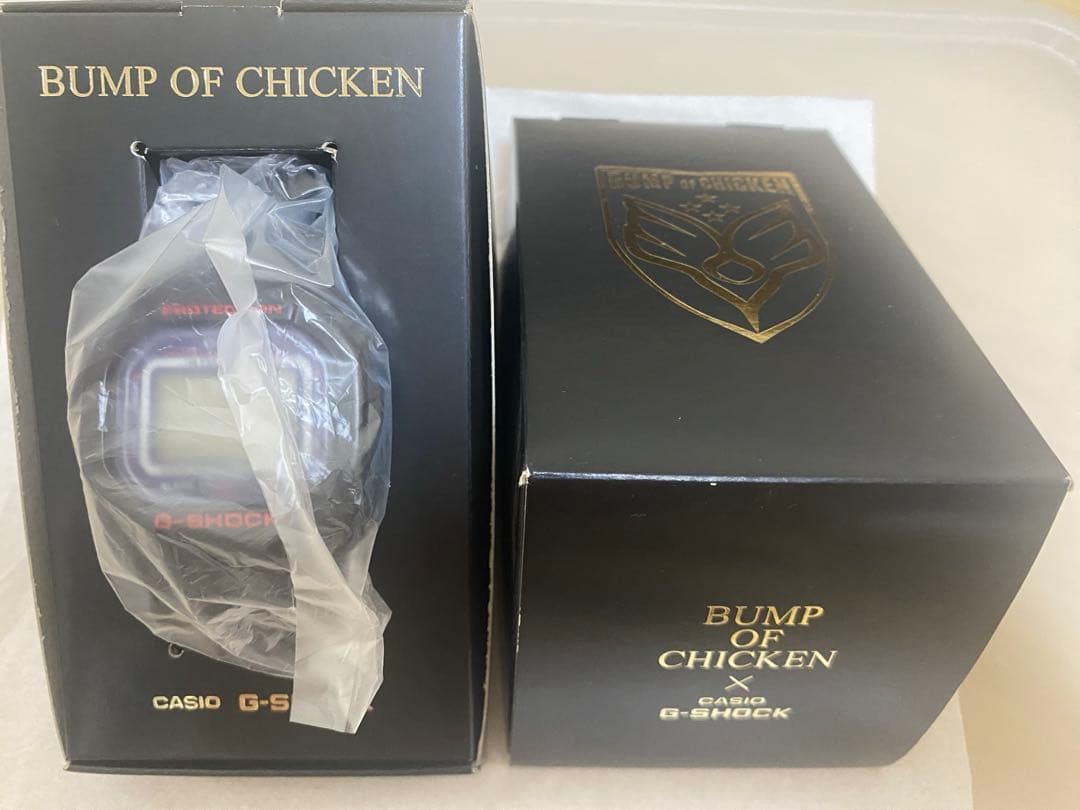 BUMP OF CHICKEN
PROTECTION
G-SHOCK
CASIO G-S K
BUMP
OF CHICKEN
BUMP
OF
CHICKEN
×
CASIO
G-SHOCK